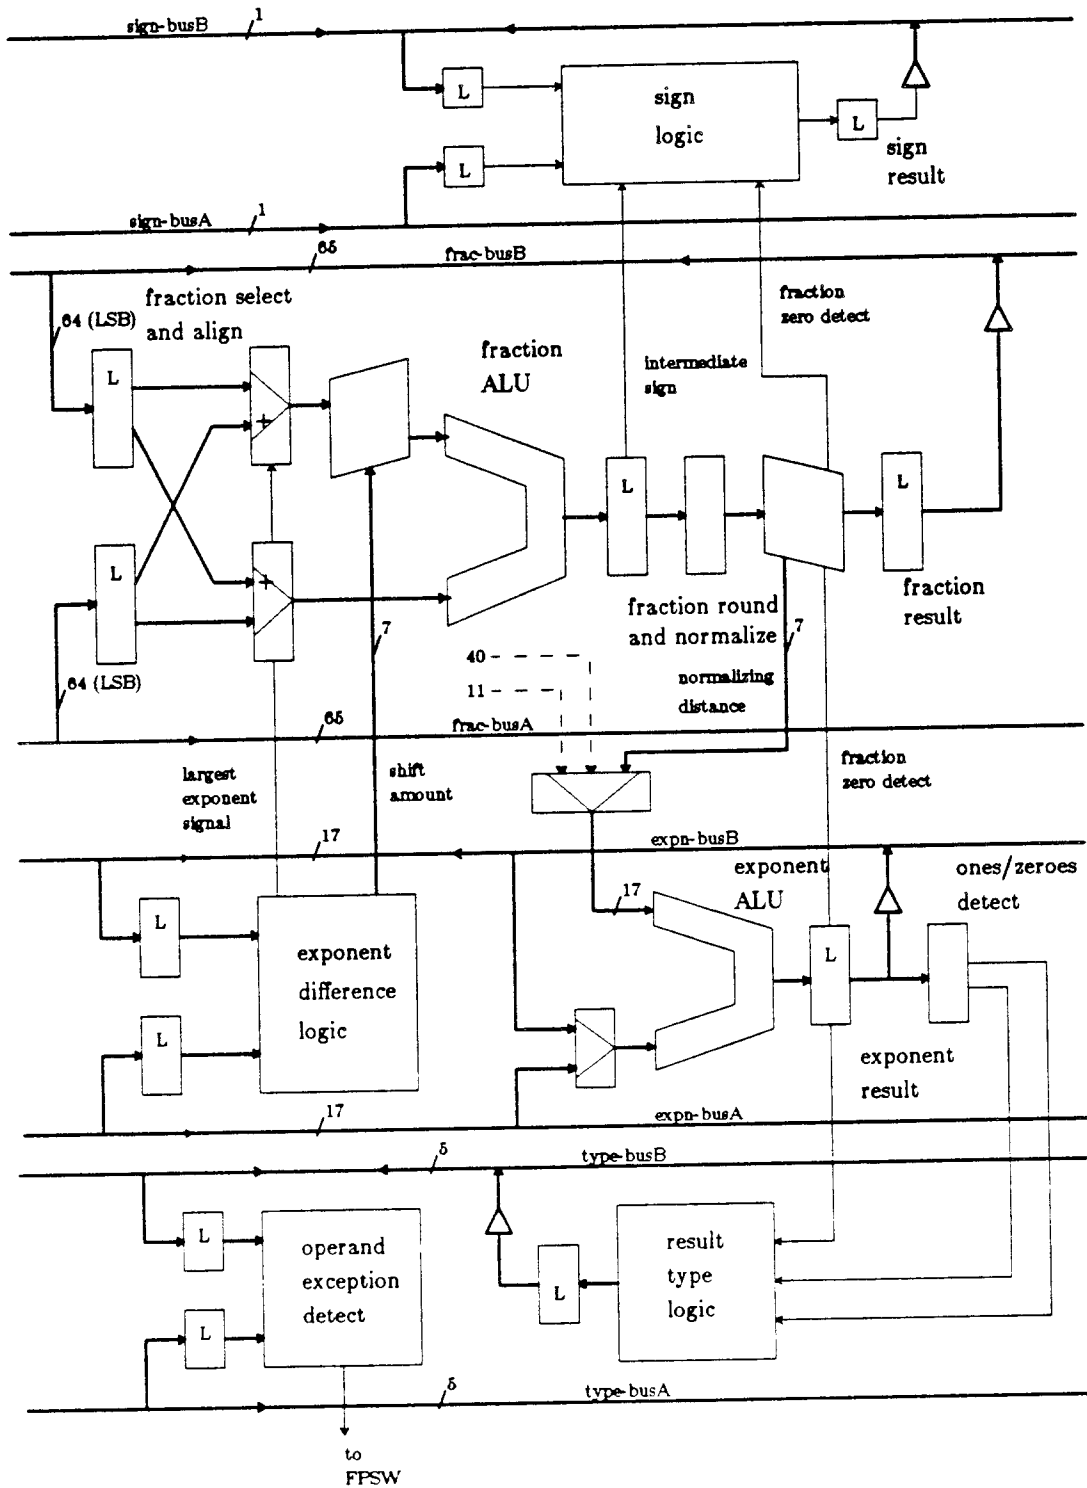 sign-busB
1
L
sign
logic
L
sign
result
L
sign-busA
1
65
frac-busB
fraction select
and align
64 (LSB)
fraction
zero detect
fraction
ALU
intermediate
sign
L
+
L
L
L
+
fraction round
and normalize
fraction
result
7
7
64 (LSB)
40
11
normalizing
distance
65
frac-busA
largest
exponent
signal
shift
amount
fraction
zero detect
17
expn-busB
exponent
ALU
ones/zeroes
detect
L
17
exponent
difference
logic
L
L
exponent
result
17
expn-busA
5
type-busB
L
operand
exception
detect
L
result
type
logic
L
5
type-busA
to
FPSW